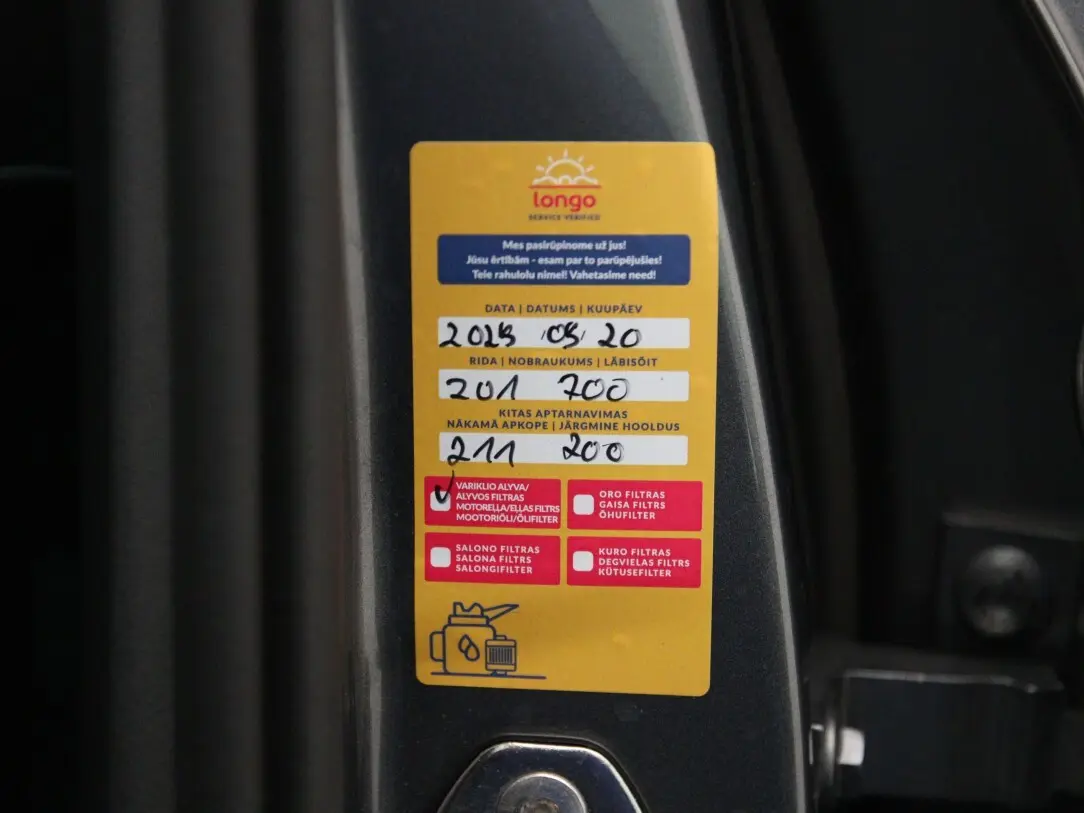 longo
SERVICE VERIFIED
Mes pasirūpinome už jus!
Jūsu ērtībām - esam par to parūpējušies!
Teie rahulolu nimel! Vahetasime need!
DATA | DATUMS | KUUPÄEV
20 20
RIDA | NOBRAUKUMS | LÄBISÕIT
201 700
KITAS APTARNAVIMAS
NĀKAMĀ APKOPE | JÄRGMINE HOOLDUS
211 200
VARIKLIO ALYVA/
ALYVOS FILTRAS
MOTOREĻĻA/EĻĻAS FILTRS
MOOTORIÕLI/ÕLIFILTER
ORO FILTRAS
GAISA FILTRS
ÕHUFILTER
SALONO FILTRAS
SALONA FILTRS
SALONGIFILTER
KURO FILTRAS
DEGVIELAS FILTRS
KÜTUSEFILTER